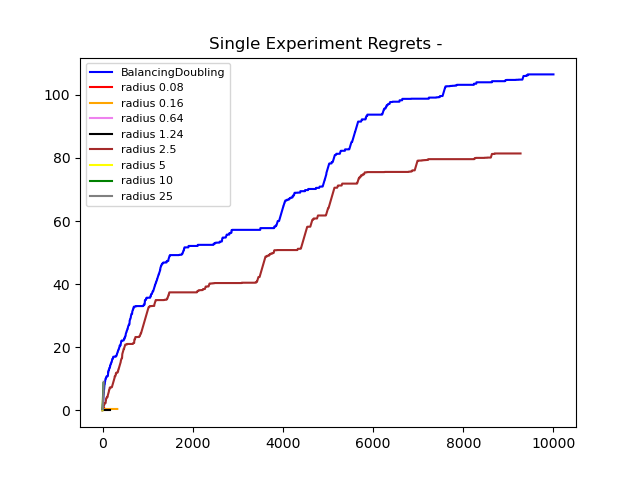 Single Experiment Regrets -
BalancingDoubling
radius 0.08
radius 0.16
radius 0.64
radius 1.24
radius 2.5
radius 5
radius 10
radius 25
100
80
60
40
20
0
0 2000 4000 6000 8000 10000